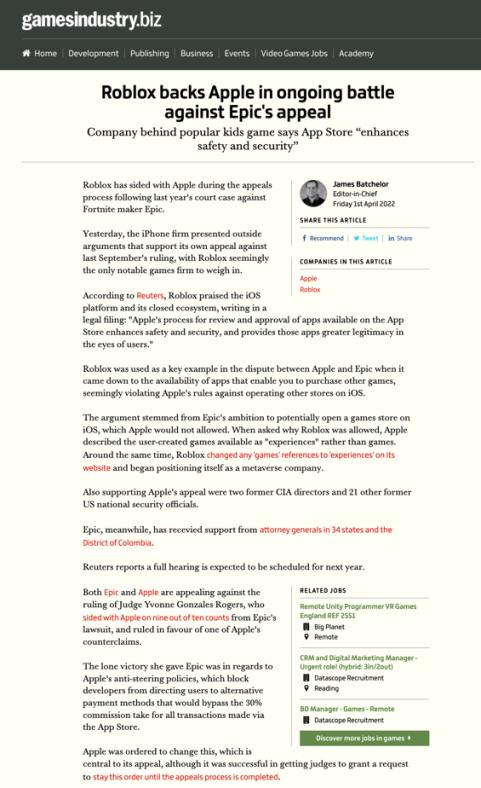 gamesindustry.biz
Home Development Publishing Business Events Video Games Jobs Academy
Roblox backs Apple in ongoing battle
against Epic's appeal
Company behind popular kids game says App Store “enhances
safety and security”
Roblox has sided with Apple during the appeals
process following last year's court case against
Fortnite maker Epic.
Yesterday, the iPhone firm presented outside
arguments that support its own appeal against
last September's ruling, with Roblox seemingly
the only notable games firm to weigh in.
According to Reuters, Roblox praised the iOS
platform and its closed ecosystem, writing in a
legal filing: "Apple's process for review and approval of apps available on the App
Store enhances safety and security, and provides those apps greater legitimacy in
the eyes of users."
Roblox was used as a key example in the dispute between Apple and Epic when it
came down to the availability of apps that enable you to purchase other games,
seemingly violating Apple's rules against operating other stores on iOS.
The argument stemmed from Epic's ambition to potentially open a games store on
iOS, which Apple would not allowed. When asked why Roblox was allowed, Apple
described the user-created games available as "experiences" rather than games.
Around the same time, Roblox changed any 'games' references to 'experiences' on its
website and began positioning itself as a metaverse company.
Also supporting Apple's appeal were two former CIA directors and 21 other former
US national security officials.
Epic, meanwhile, has recevied support from attorney generals in 34 states and the
District of Colombia.
Reuters reports a full hearing is expected to be scheduled for next year.
Both Epic and Apple are appealing against the
ruling of Judge Yvonne Gonzales Rogers, who
sided with Apple on nine out of ten counts from Epic's
lawsuit, and ruled in favour of one of Apple's
counterclaims.
The lone victory she gave Epic was in regards to
Apple's anti-steering policies, which block
developers from directing users to alternative
payment methods that would bypass the 30%
commission take for all transactions made via
the App Store.
Apple was ordered to change this, which is
central to its appeal, although it was successful in getting judges to grant a request
to stay this order until the appeals process is completed.
James Batchelor
Editor-in-Chief
Friday 1st April 2022
SHARE THIS ARTICLE
Recommend Tweet Share
COMPANIES IN THIS ARTICLE
Apple
Roblox
RELATED JOBS
Remote Unity Programmer VR Games
England REF 2551
Big Planet
Remote
CRM and Digital Marketing Manager -
Urgent role! (hybrid: 3in/2out)
Datascope Recruitment
Reading
BD Manager - Games - Remote
Datascope Recruitment
Discover more jobs in games